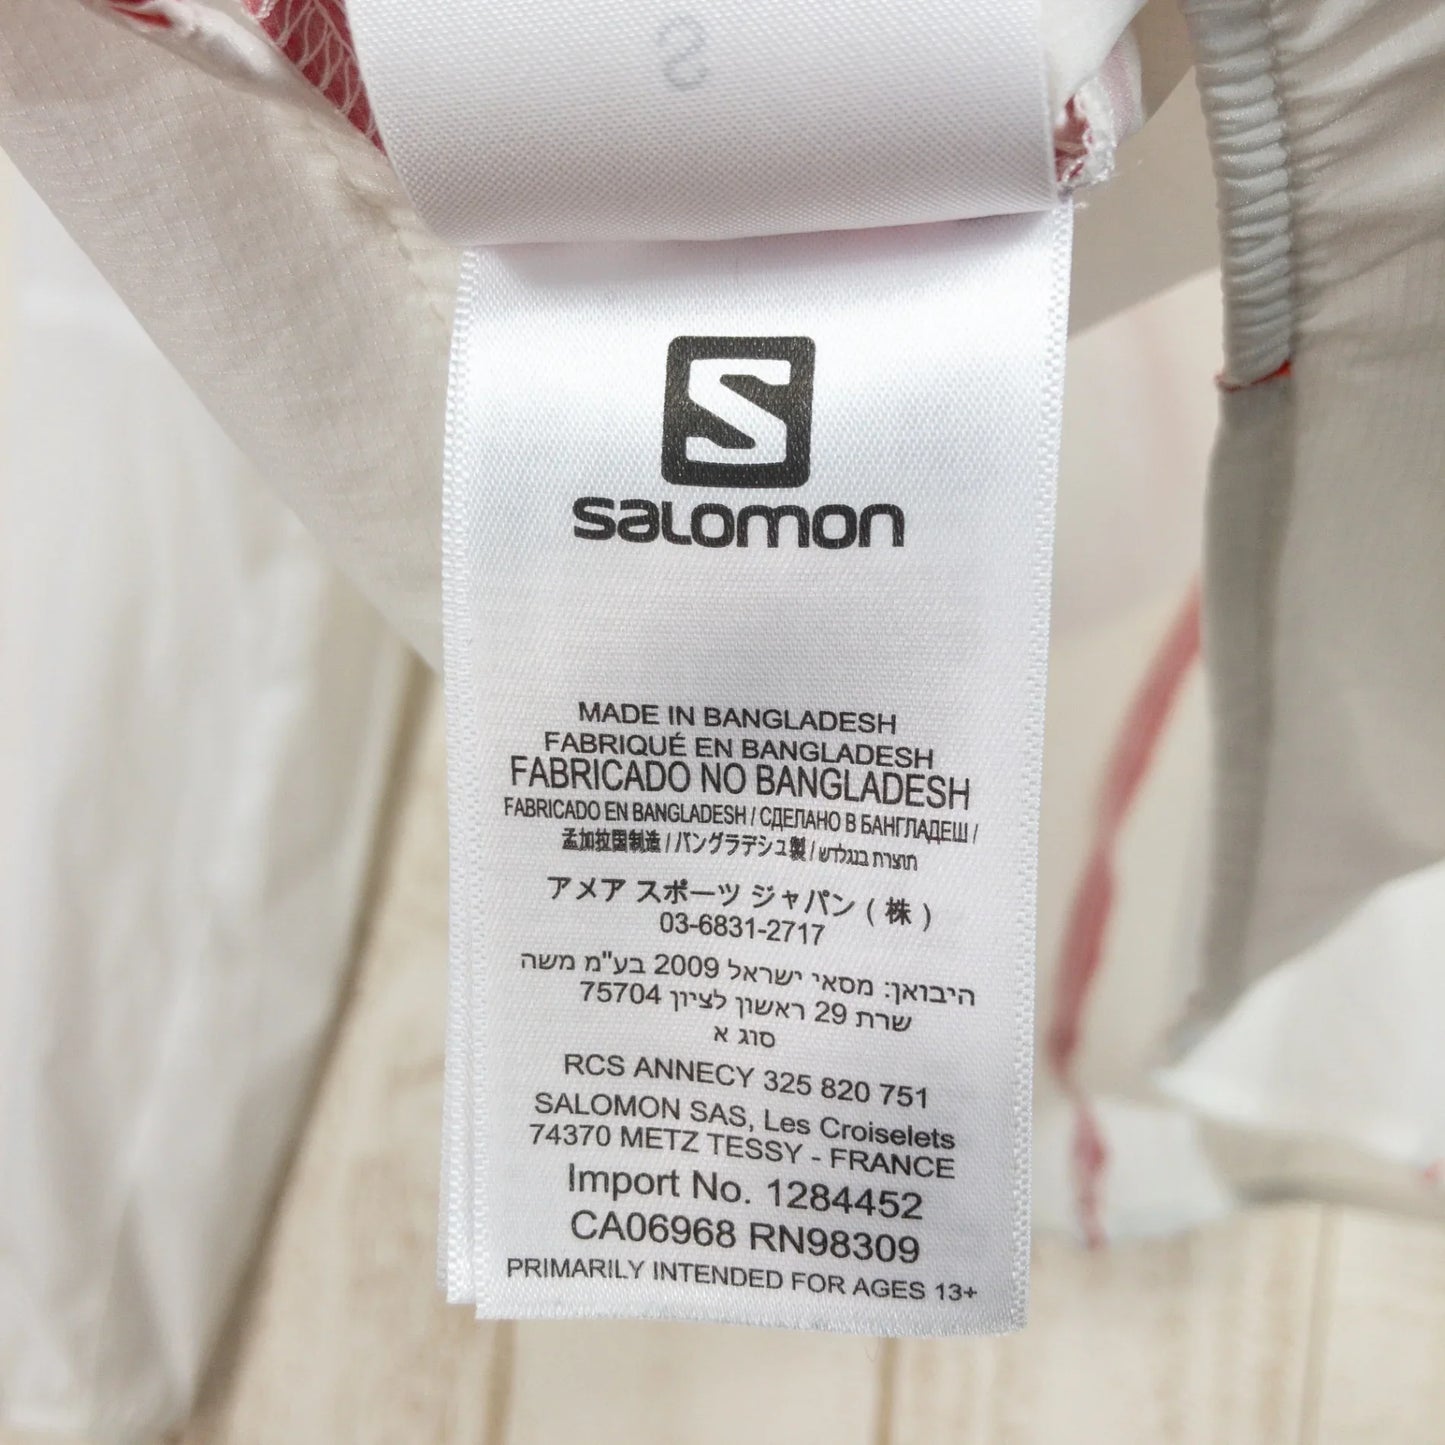 S
S
salomon
MADE IN BANGLADESH
FABRIQUÉ EN BANGLADESH
FABRICADO NO BANGLADESH
FABRICADO EN BANGLADESH / СДЕЛАНО В БАНГЛАДЕШ /
孟加拉国制造 / バングラデシュ製 / תוצרת בנגלדש
アメア スポーツ ジャパン ( 株 )
03-6831-2717
היבואן: מסאי ישראל 2009 בע"מ משה
שרת 29 ראשון לציון 75704
סוג א
RCS ANNECY 325 820 751
SALOMON SAS, Les Croiselets
74370 METZ TESSY - FRANCE
Import No. 1284452
CA06968 RN98309
PRIMARILY INTENDED FOR AGES 13+